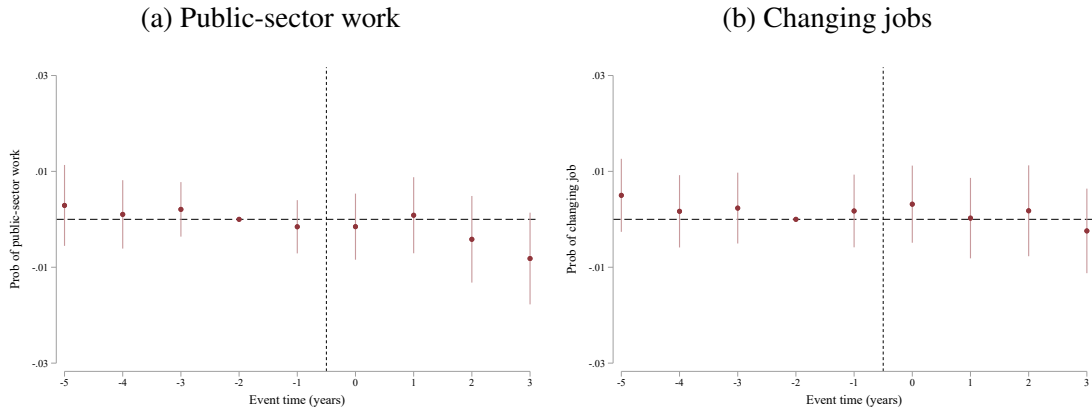 (a) Public-sector work
Prob of public-sector work
.03
.01
-.01
-.03
-5 -4 -3 -2 -1 0 1 2 3
Event time (years)
(b) Changing jobs
Prob of changing job
.03
.01
-.01
-.03
-5 -4 -3 -2 -1 0 1 2 3
Event time (years)